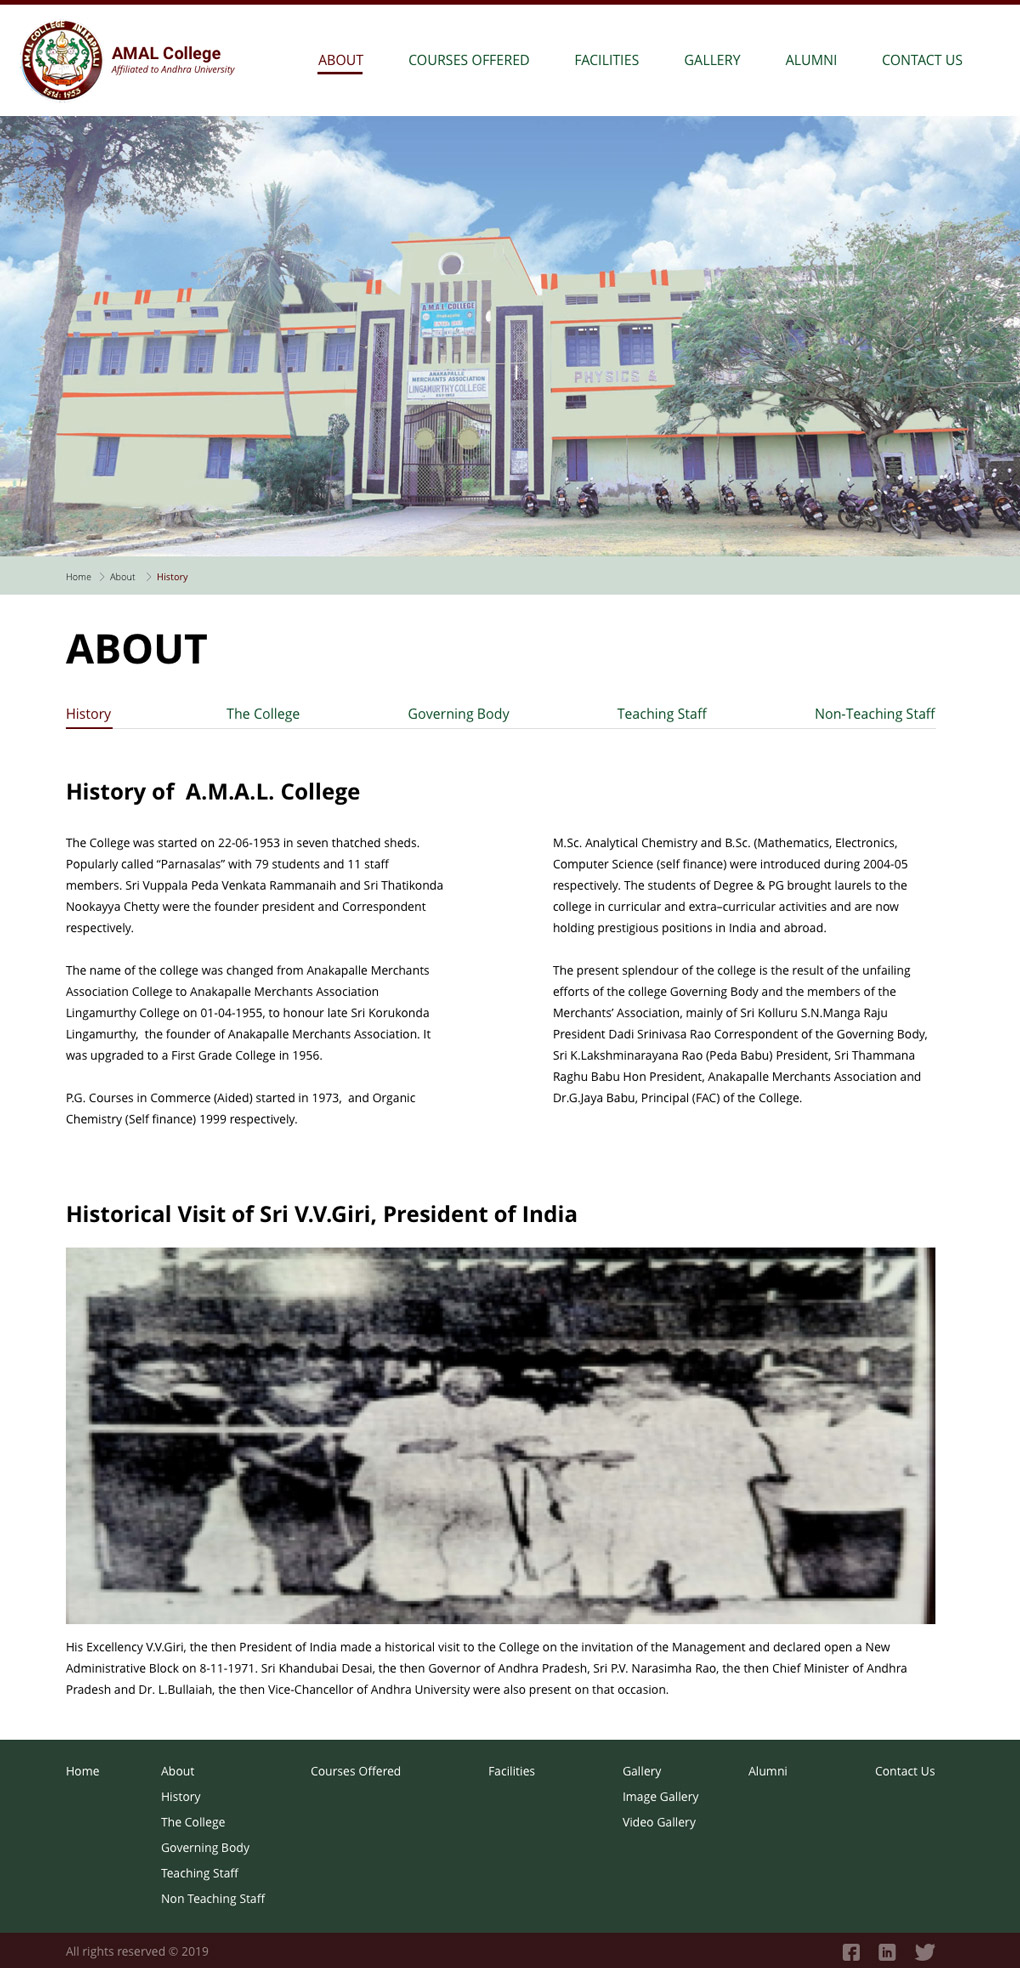 AMAL COLLEGE ANAKAPALLI
Estd: 1953
AMAL College
Affiliated to Andhra University
ABOUT
COURSES OFFERED
FACILITIES
GALLERY
ALUMNI
CONTACT US
A.M.A.L. COLLEGE
ANAKAPALLE
MERCHANTS ASSOCIATION
LINGAMURTHY COLLEGE
PHYSICS &
Home
About
History
ABOUT
History
The College
Governing Body
Teaching Staff
Non-Teaching Staff
History of  A.M.A.L. College
The College was started on 22-06-1953 in seven thatched sheds.
Popularly called “Parnasalas” with 79 students and 11 staff
members. Sri Vuppala Peda Venkata Rammanaih and Sri Thatikonda
Nookayya Chetty were the founder president and Correspondent
respectively.
The name of the college was changed from Anakapalle Merchants
Association College to Anakapalle Merchants Association
Lingamurthy College on 01-04-1955, to honour late Sri Korukonda
Lingamurthy,  the founder of Anakapalle Merchants Association. It
was upgraded to a First Grade College in 1956.
P.G. Courses in Commerce (Aided) started in 1973,  and Organic
Chemistry (Self finance) 1999 respectively.
M.Sc. Analytical Chemistry and B.Sc. (Mathematics, Electronics,
Computer Science (self finance) were introduced during 2004-05
respectively. The students of Degree & PG brought laurels to the
college in curricular and extra–curricular activities and are now
holding prestigious positions in India and abroad.
The present splendour of the college is the result of the unfailing
efforts of the college Governing Body and the members of the
Merchants’ Association, mainly of Sri Kolluru S.N.Manga Raju
President Dadi Srinivasa Rao Correspondent of the Governing Body,
Sri K.Lakshminarayana Rao (Peda Babu) President, Sri Thammana
Raghu Babu Hon President, Anakapalle Merchants Association and
Dr.G.Jaya Babu, Principal (FAC) of the College.
Historical Visit of Sri V.V.Giri, President of India
His Excellency V.V.Giri, the then President of India made a historical visit to the College on the invitation of the Management and declared open a New
Administrative Block on 8-11-1971. Sri Khandubai Desai, the then Governor of Andhra Pradesh, Sri P.V. Narasimha Rao, the then Chief Minister of Andhra
Pradesh and Dr. L.Bullaiah, the then Vice-Chancellor of Andhra University were also present on that occasion.
Home
About
History
The College
Governing Body
Teaching Staff
Non Teaching Staff
Courses Offered
Facilities
Gallery
Image Gallery
Video Gallery
Alumni
Contact Us
All rights reserved © 2019